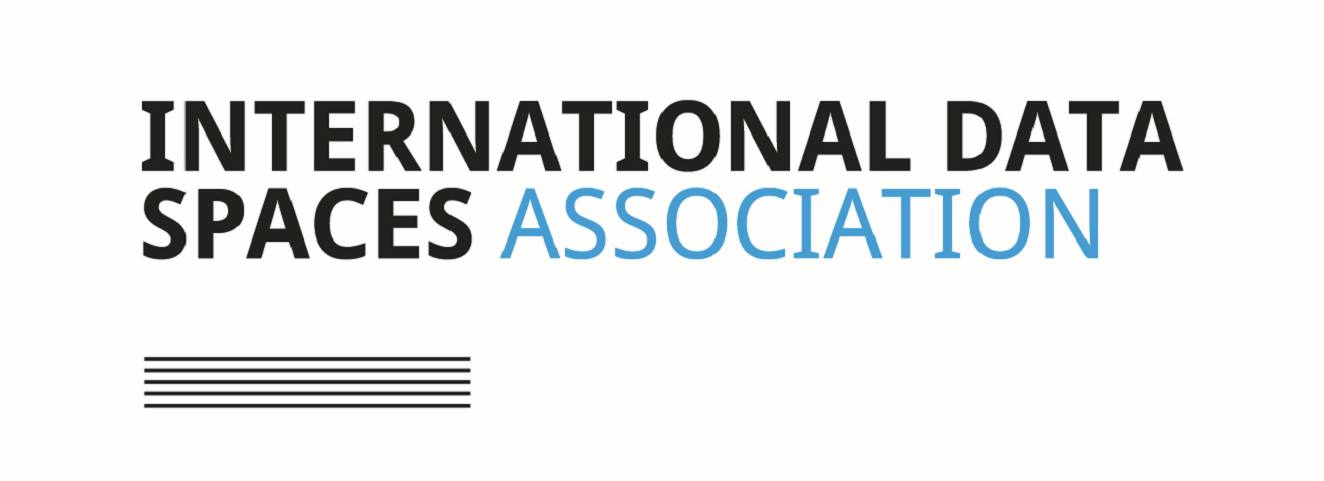 INTERNATIONAL DATA
SPACES ASSOCIATION